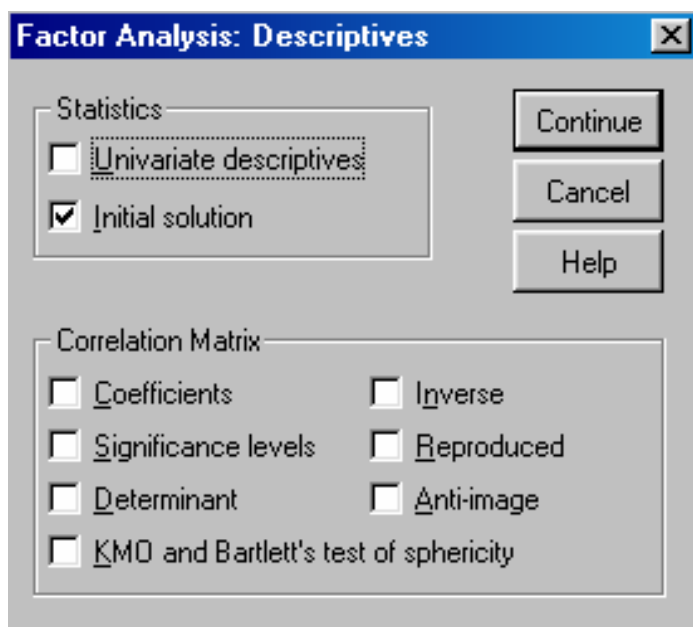 Factor Analysis: Descriptives
Statistics
Univariate descriptives
Initial solution
Continue
Cancel
Help
Correlation Matrix
Coefficients
Inverse
Significance levels
Reproduced
Determinant
Anti-image
KMO and Bartlett's test of sphericity